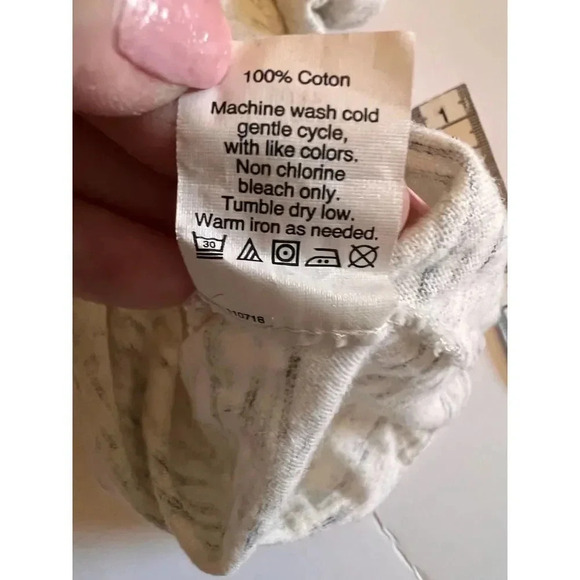 100% Coton
Machine wash cold
gentle cycle,
with like colors.
Non chlorine
bleach only.
Tumble dry low.
Warm iron as needed.
30
1